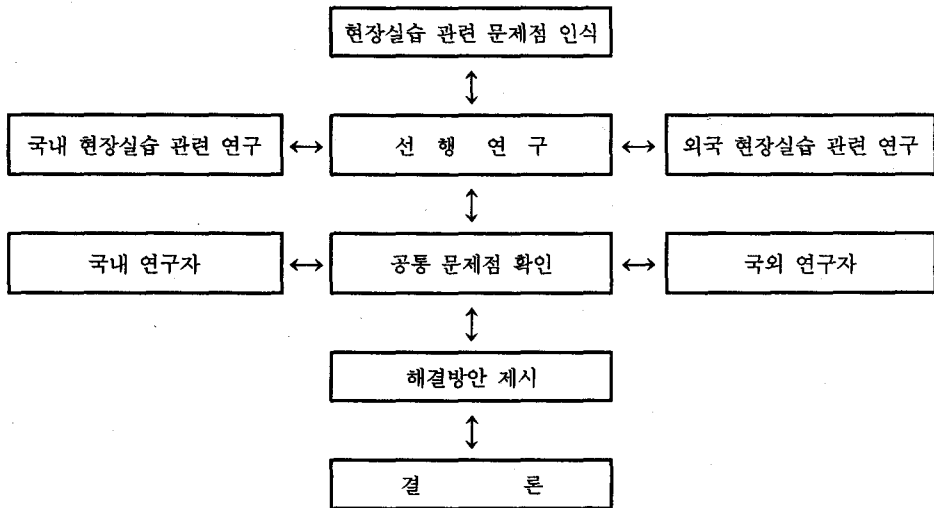 현장실습 관련 문제점 인식
↕
국내 현장실습 관련 연구 ↔ 선 행 연 구 ↔ 외국 현장실습 관련 연구
↕
국내 연구자 ↔ 공통 문제점 확인 ↔ 국외 연구자
↕
해결방안 제시
↕
결 론